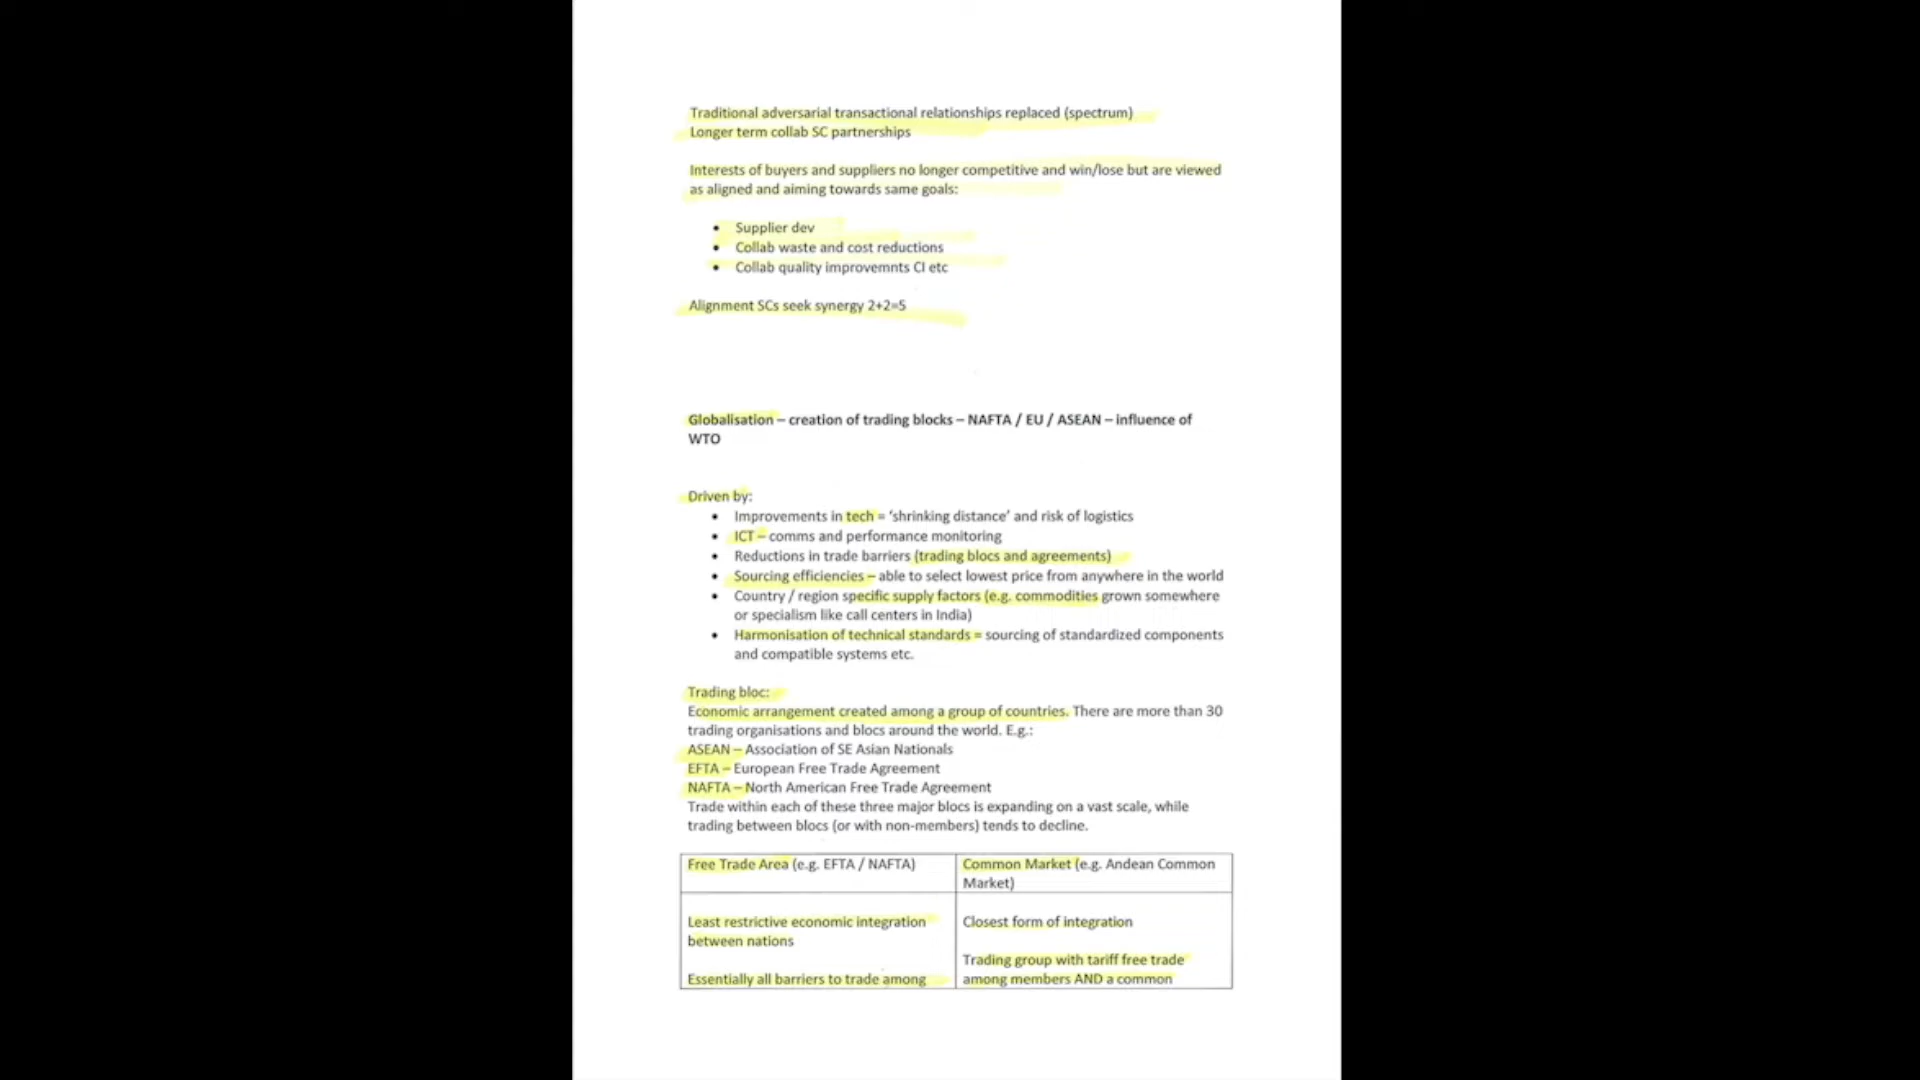 Traditional adversarial transactional relationships replaced (spectrum)
Longer term collab SC partnerships
Interests of buyers and suppliers no longer competitive and win/lose but are viewed
as aligned and aiming towards same goals:
• Supplier dev
• Collab waste and cost reductions
• Collab quality improvemnts CI etc
Alignment SCs seek synergy 2+2=5
Globalisation – creation of trading blocks – NAFTA / EU / ASEAN – influence of
WTO
Driven by:
• Improvements in tech = ‘shrinking distance’ and risk of logistics
• ICT – comms and performance monitoring
• Reductions in trade barriers (trading blocs and agreements)
• Sourcing efficiencies – able to select lowest price from anywhere in the world
• Country / region specific supply factors (e.g. commodities grown somewhere
or specialism like call centers in India)
• Harmonisation of technical standards = sourcing of standardized components
and compatible systems etc.
Trading bloc:
Economic arrangement created among a group of countries. There are more than 30
trading organisations and blocs around the world. E.g.:
ASEAN – Association of SE Asian Nationals
EFTA – European Free Trade Agreement
NAFTA – North American Free Trade Agreement
Trade within each of these three major blocs is expanding on a vast scale, while
trading between blocs (or with non-members) tends to decline.
Free Trade Area (e.g. EFTA / NAFTA)
Least restrictive economic integration
between nations
Essentially all barriers to trade among
Common Market (e.g. Andean Common
Market)
Closest form of integration
Trading group with tariff free trade
among members AND a common